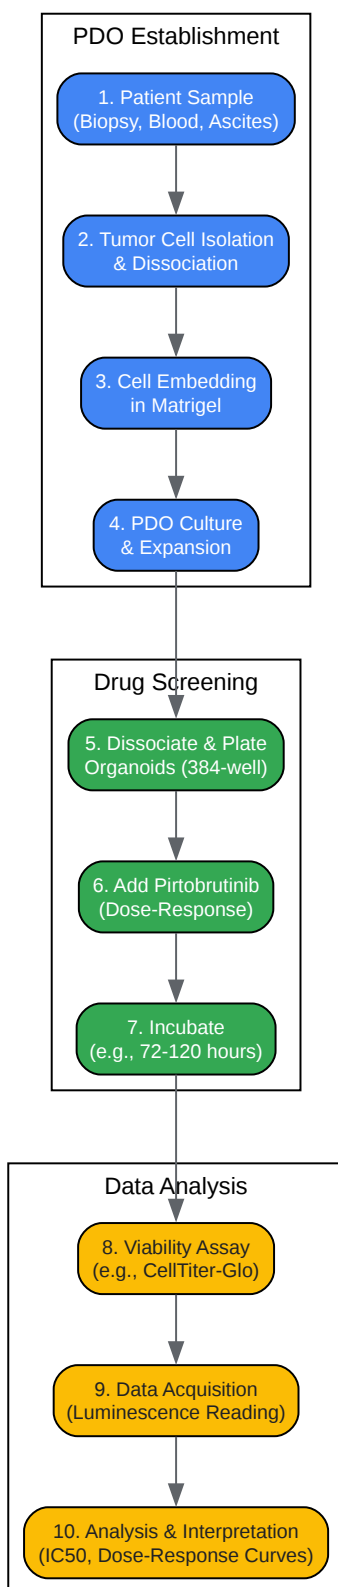 PDO Establishment
1. Patient Sample
(Biopsy, Blood, Ascites)
2. Tumor Cell Isolation
& Dissociation
3. Cell Embedding
in Matrigel
4. PDO Culture
& Expansion
Drug Screening
5. Dissociate & Plate
Organoids (384-well)
6. Add Pirtobrutinib
(Dose-Response)
7. Incubate
(e.g., 72-120 hours)
Data Analysis
8. Viability Assay
(e.g., CellTiter-Glo)
9. Data Acquisition
(Luminescence Reading)
10. Analysis & Interpretation
(IC50, Dose-Response Curves)